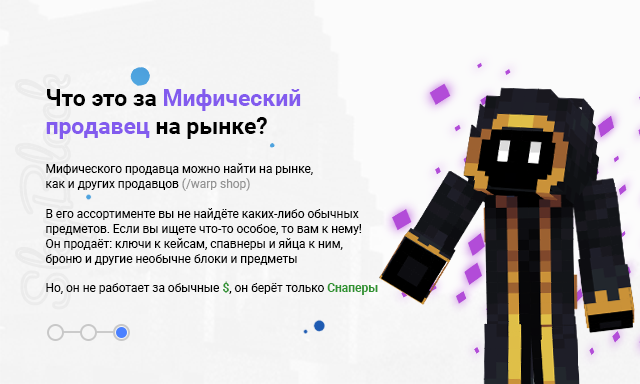 Что это за Мифический
продавец на рынке?
Мифического продавца можно найти на рынке,
как и других продавцов (/warp shop)
В его ассортименте вы не найдёте каких-либо обычных
предметов. Если вы ищете что-то особое, то вам к нему!
Он продаёт: ключи к кейсам, спавнеры и яйца к ним,
броню и другие необычне блоки и предметы
Но, он не работает за обычные $, он берёт только Снаперы